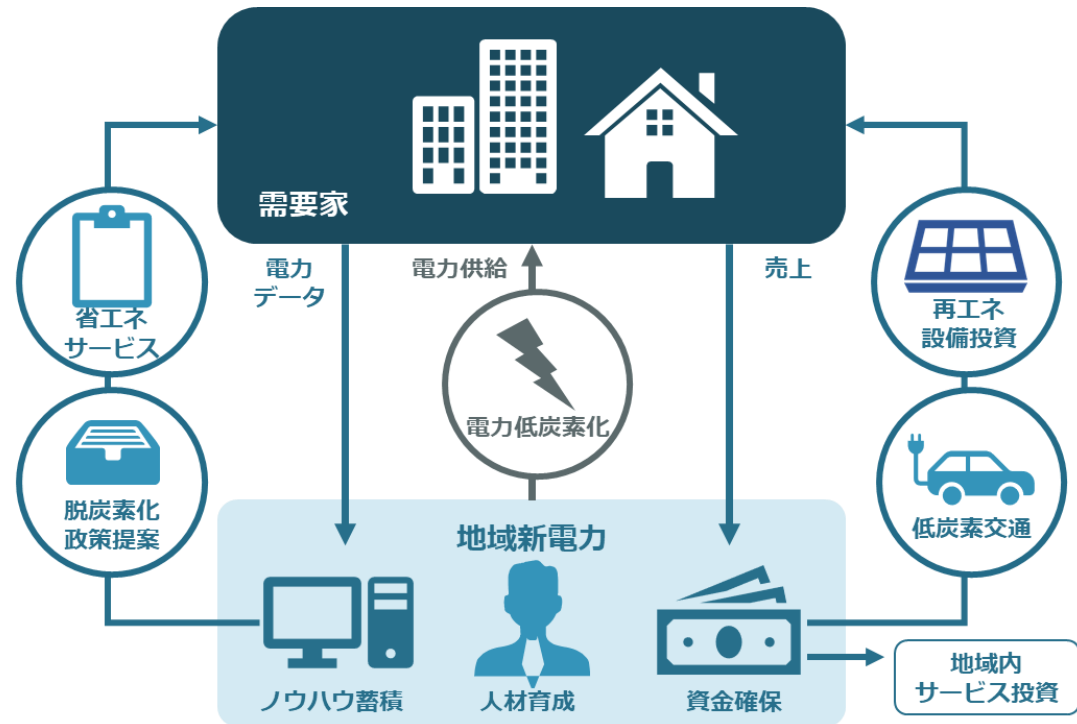 需要家
電力
データ
電力供給
売上
省エネ
サービス
再エネ
設備投資
電力低炭素化
脱炭素化
政策提案
低炭素交通
地域新電力
ノウハウ蓄積
人材育成
資金確保
地域内
サービス投資